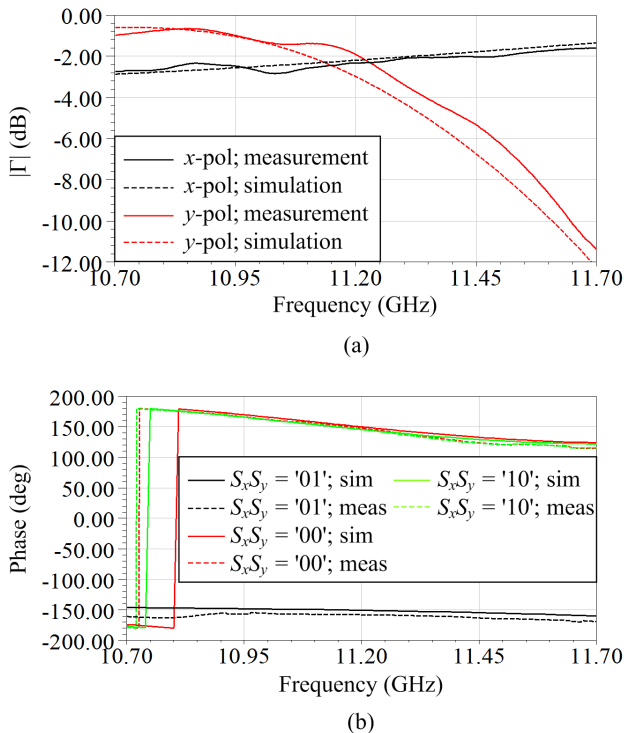 0.00
-2.00
-4.00
-6.00
-8.00
-10.00
-12.00
|Γ| (dB)
x-pol; measurement
x-pol; simulation
y-pol; measurement
y-pol; simulation
10.70 10.95 11.20 11.45 11.70
Frequency (GHz)
(a)
200.00
150.00
100.00
50.00
0.00
-50.00
-100.00
-150.00
-200.00
Phase (deg)
SxSy = '01'; sim SxSy = '10'; sim
SxSy = '01'; meas SxSy = '10'; meas
SxSy = '00'; sim
SxSy = '00'; meas
10.70 10.95 11.20 11.45 11.70
Frequency (GHz)
(b)